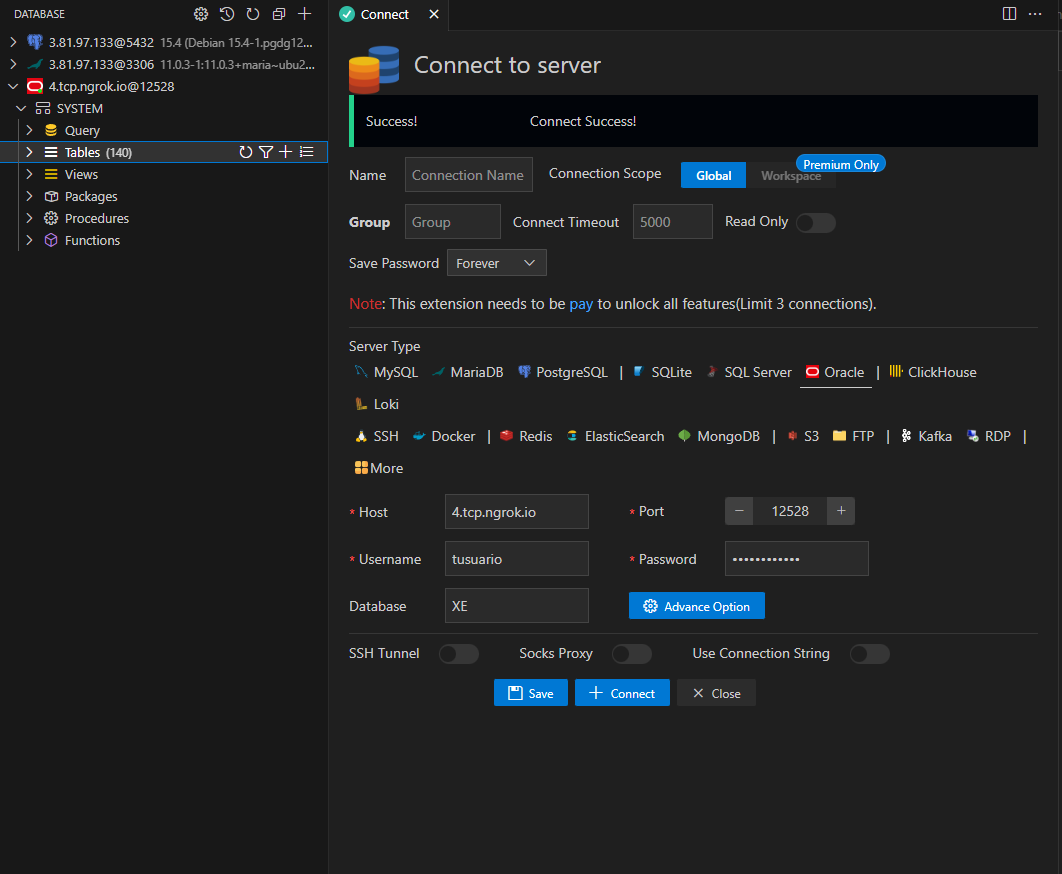 DATABASE
3.81.97.133@5432 15.4 (Debian 15.4-1.pgdg12...
3.81.97.133@3306 11.0.3-1:11.0.3+maria~ubu2...
4.tcp.ngrok.io@12528
SYSTEM
Query
Tables (140)
Views
Packages
Procedures
Functions
Connect
Connect to server
Success! Connect Success!
Name Connection Name Connection Scope Global Workspace Premium Only
Group Group Connect Timeout 5000 Read Only
Save Password Forever
Note: This extension needs to be pay to unlock all features(Limit 3 connections).
Server Type
MySQL MariaDB PostgreSQL | SQLite SQL Server Oracle | ClickHouse
Loki
SSH Docker | Redis ElasticSearch MongoDB | S3 FTP | Kafka RDP |
More
* Host 4.tcp.ngrok.io * Port − 12528 +
* Username tusuario * Password ••••••••••••
Database XE Advance Option
SSH Tunnel Socks Proxy Use Connection String
Save Connect Close